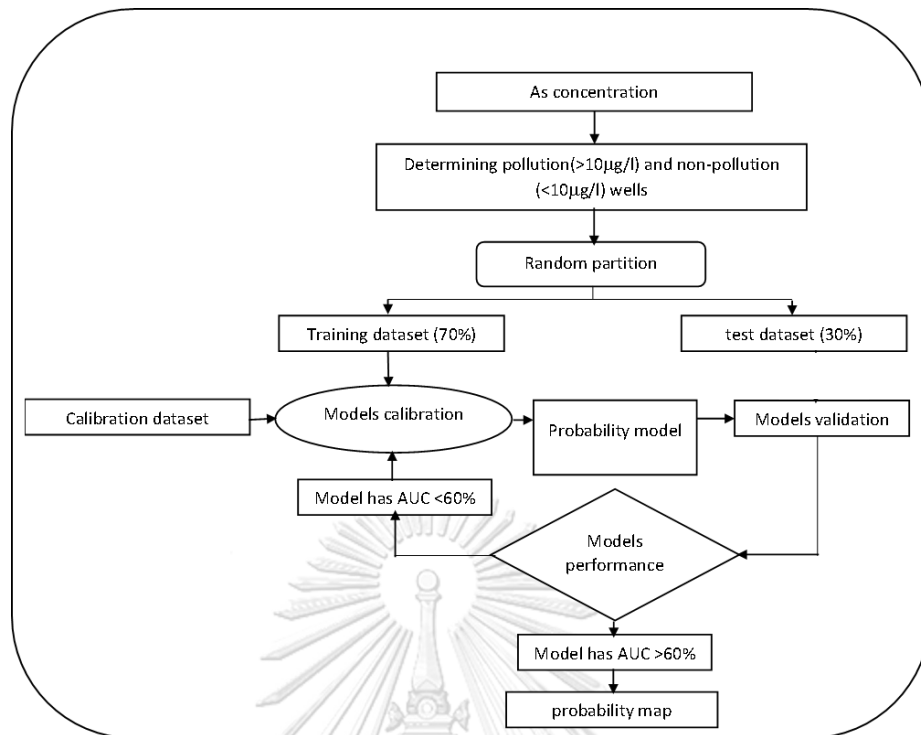 As concentration
Determining pollution(>10µg/l) and non-pollution
(<10µg/l) wells
Random partition
Training dataset (70%)
test dataset (30%)
Calibration dataset
Models calibration
Probability model
Models validation
Model has AUC <60%
Models
performance
Model has AUC >60%
probability map